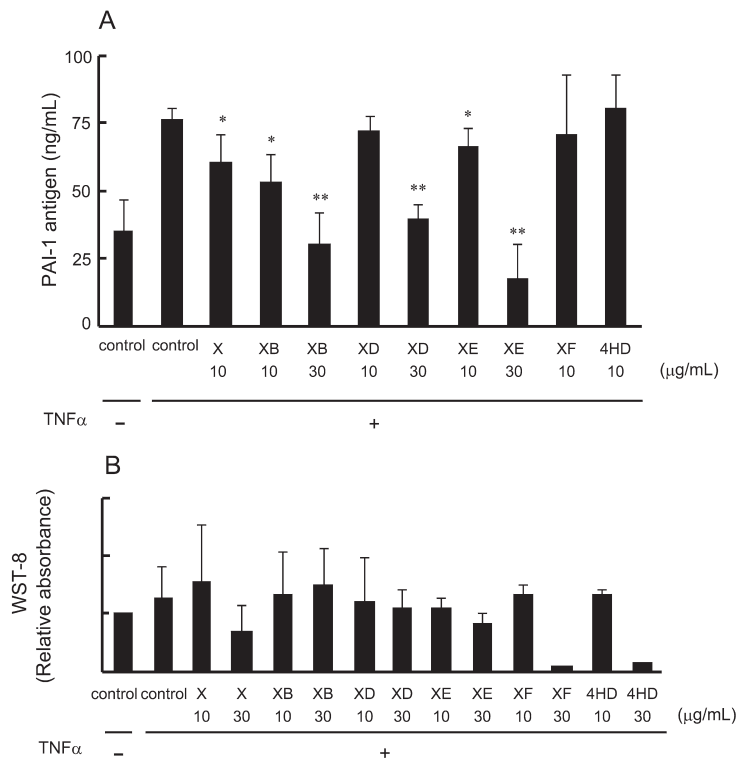 A
PAI-1 antigen (ng/mL)
100
75
50
25
0
* * ** ** * **
control control X XB XB XD XD XE XE XF 4HD
10 10 30 10 30 10 30 10 10 (μg/mL)
TNFα − +
B
WST-8
(Relative absorbance)
control control X X XB XB XD XD XE XE XF XF 4HD 4HD
10 30 10 30 10 30 10 30 10 30 10 30 (μg/mL)
TNFα − +